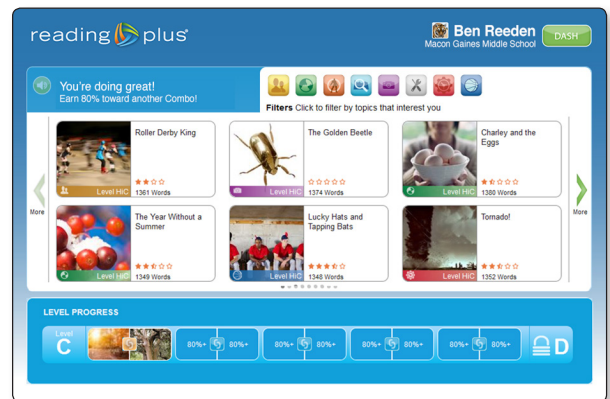 reading plus
Ben Reeden
Macon Gaines Middle School
DASH
You're doing great!
Earn 80% toward another Combo!
Filters Click to filter by topics that interest you
More
Roller Derby King
Level HiC
1361 Words
The Golden Beetle
Level HiC
1374 Words
Charley and the
Eggs
Level HiC
1380 Words
More
The Year Without a
Summer
Level HiC
1349 Words
Lucky Hats and
Tapping Bats
Level HiC
1348 Words
Tornado!
Level HiC
1352 Words
LEVEL PROGRESS
Level
C
80%+ 80%+
80%+ 80%+
80%+ 80%+
80%+ 80%+
D